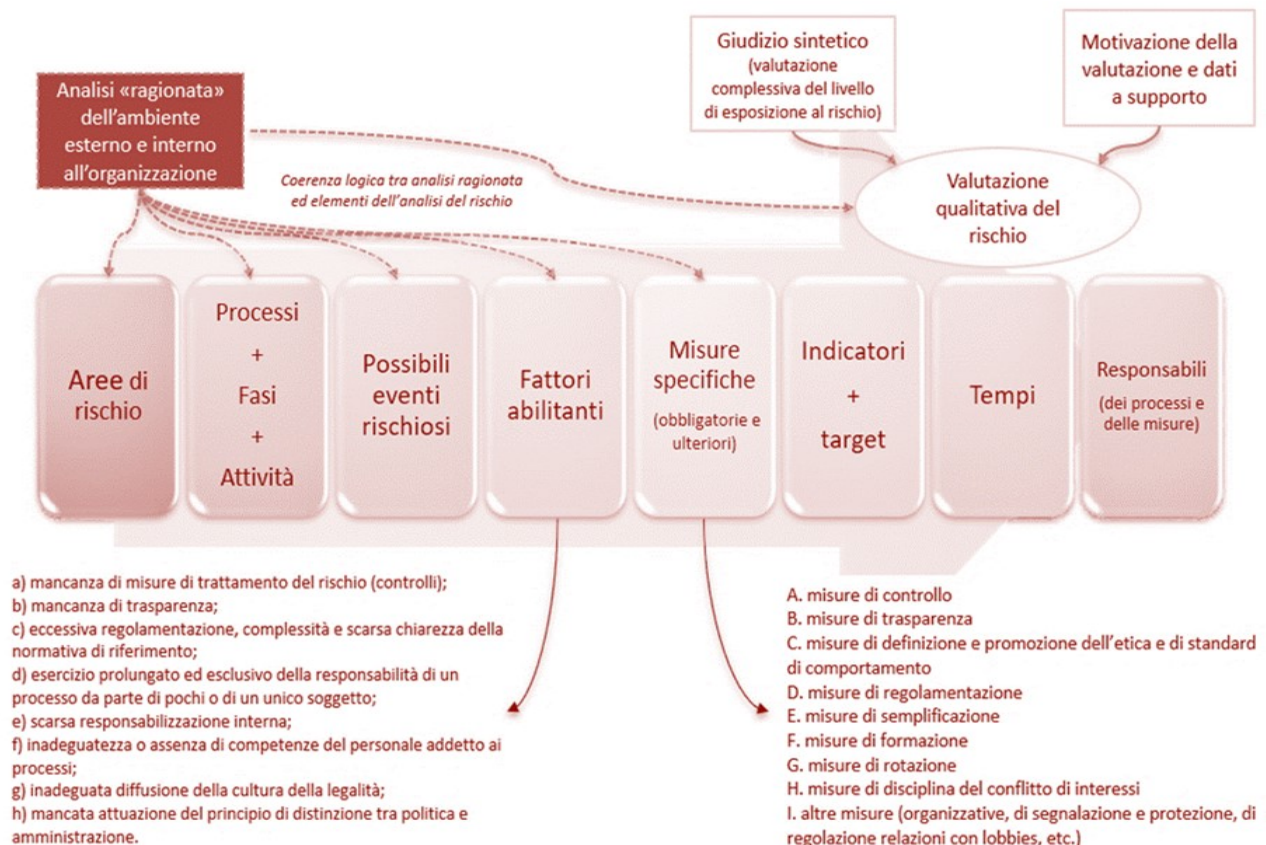 Giudizio sintetico
(valutazione
complessiva del livello
di esposizione al rischio)
Motivazione della
valutazione e dati
a supporto
Analisi «ragionata»
dell'ambiente
esterno e interno
all'organizzazione
Coerenza logica tra analisi ragionata
ed elementi dell'analisi del rischio
Valutazione
qualitativa del
rischio
Aree di
rischio
Processi
+
Fasi
+
Attività
Possibili
eventi
rischiosi
Fattori
abilitanti
Misure
specifiche
(obbligatorie e
ulteriori)
Indicatori
+
target
Tempi
Responsabili
(dei processi e
delle misure)
a) mancanza di misure di trattamento del rischio (controlli);
b) mancanza di trasparenza;
c) eccessiva regolamentazione, complessità e scarsa chiarezza della
normativa di riferimento;
d) esercizio prolungato ed esclusivo della responsabilità di un
processo da parte di pochi o di un unico soggetto;
e) scarsa responsabilizzazione interna;
f) inadeguatezza o assenza di competenze del personale addetto ai
processi;
g) inadeguata diffusione della cultura della legalità;
h) mancata attuazione del principio di distinzione tra politica e
amministrazione.
A. misure di controllo
B. misure di trasparenza
C. misure di definizione e promozione dell'etica e di standard
di comportamento
D. misure di regolamentazione
E. misure di semplificazione
F. misure di formazione
G. misure di rotazione
H. misure di disciplina del conflitto di interessi
I. altre misure (organizzative, di segnalazione e protezione, di
regolazione relazioni con lobbies, etc.)